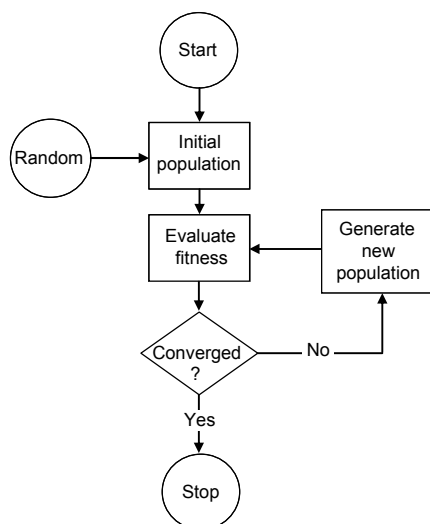 Start
Random
Initial
population
Evaluate
fitness
Generate
new
population
Converged
?
No
Yes
Stop